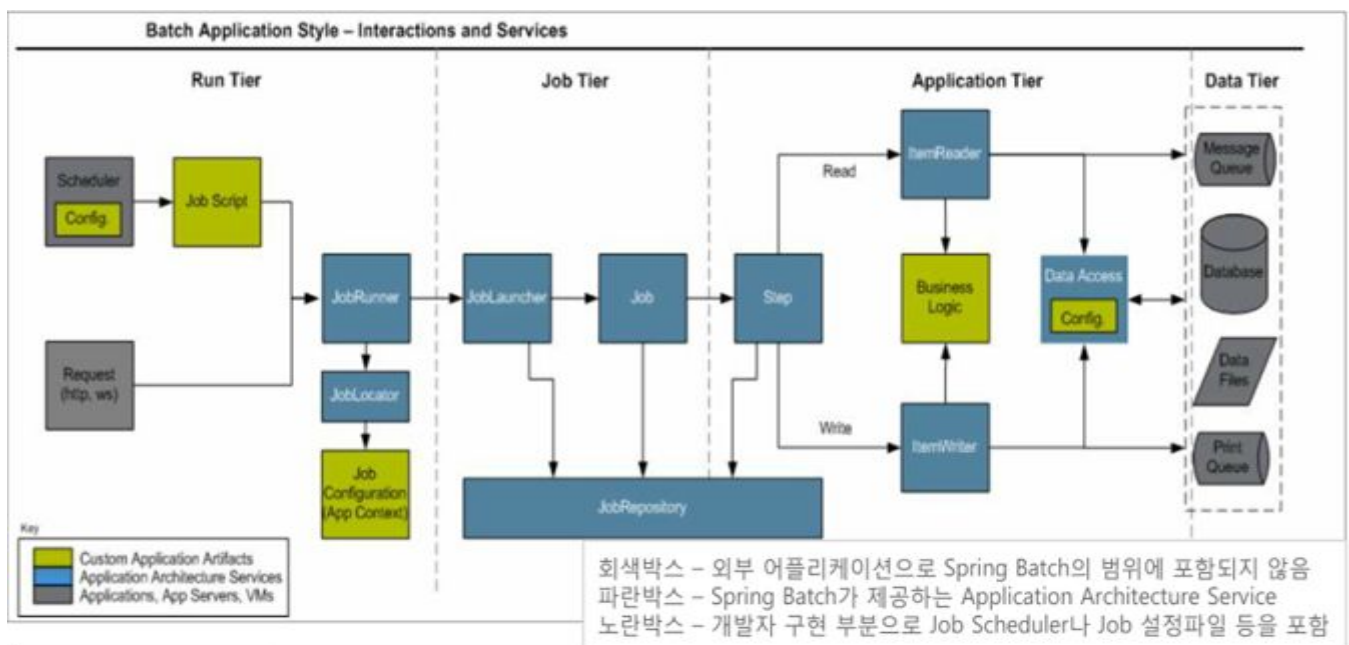 Batch Application Style – Interactions and Services
Run Tier
Job Tier
Application Tier
Data Tier
Scheduler
Config.
Job Script
Request
(http, ws)
JobRunner
JobLocator
Job
Configuration
(App Context)
JobLauncher
Job
JobRepository
Step
Read
Write
ItemReader
Business
Logic
ItemWriter
Data Access
Config.
Message
Queue
Database
Data
Files
Print
Queue
Key
Custom Application Artifacts
Application Architecture Services
Applications, App Servers, VMs
회색박스 – 외부 어플리케이션으로 Spring Batch의 범위에 포함되지 않음
파란박스 – Spring Batch가 제공하는 Application Architecture Service
노란박스 – 개발자 구현 부분으로 Job Scheduler나 Job 설정파일 등을 포함